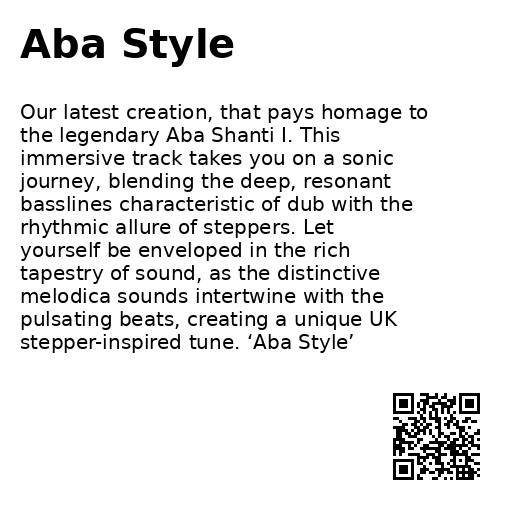 Aba Style
Our latest creation, that pays homage to
the legendary Aba Shanti I. This
immersive track takes you on a sonic
journey, blending the deep, resonant
basslines characteristic of dub with the
rhythmic allure of steppers. Let
yourself be enveloped in the rich
tapestry of sound, as the distinctive
melodica sounds intertwine with the
pulsating beats, creating a unique UK
stepper-inspired tune. ‘Aba Style’